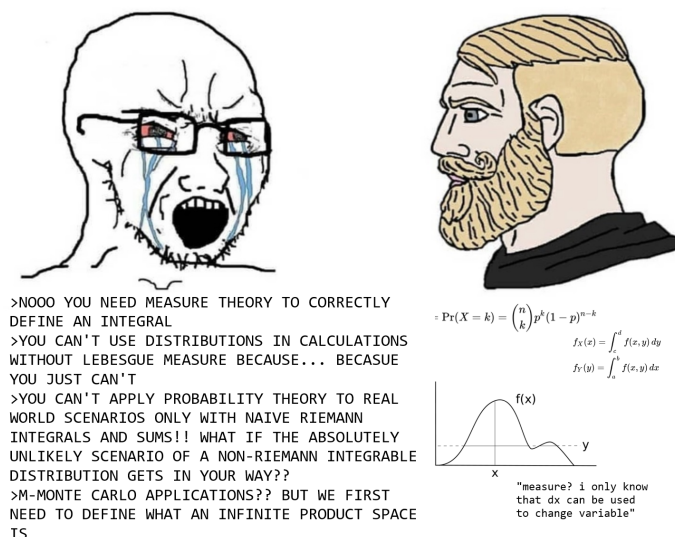 >NOOO YOU NEED MEASURE THEORY TO CORRECTLY
DEFINE AN INTEGRAL
>YOU CAN'T USE DISTRIBUTIONS IN CALCULATIONS
WITHOUT LEBESGUE MEASURE BECAUSE... BECASUE
YOU JUST CAN'T
>YOU CAN'T APPLY PROBABILITY THEORY TO REAL
WORLD SCENARIOS ONLY WITH NAIVE RIEMANN
INTEGRALS AND SUMS!! WHAT IF THE ABSOLUTELY
UNLIKELY SCENARIO OF A NON-RIEMANN INTEGRABLE
DISTRIBUTION GETS IN YOUR WAY??
>M-MONTE CARLO APPLICATIONS?? BUT WE FIRST
NEED TO DEFINE WHAT AN INFINITE PRODUCT SPACE
IS
= Pr(X = k) = (n k) p^k (1 − p)^{n−k}
f_X(x) = ∫_c^d f(x, y) dy
f_Y(y) = ∫_a^b f(x, y) dx
f(x)
y
x
"measure? i only know
that dx can be used
to change variable"